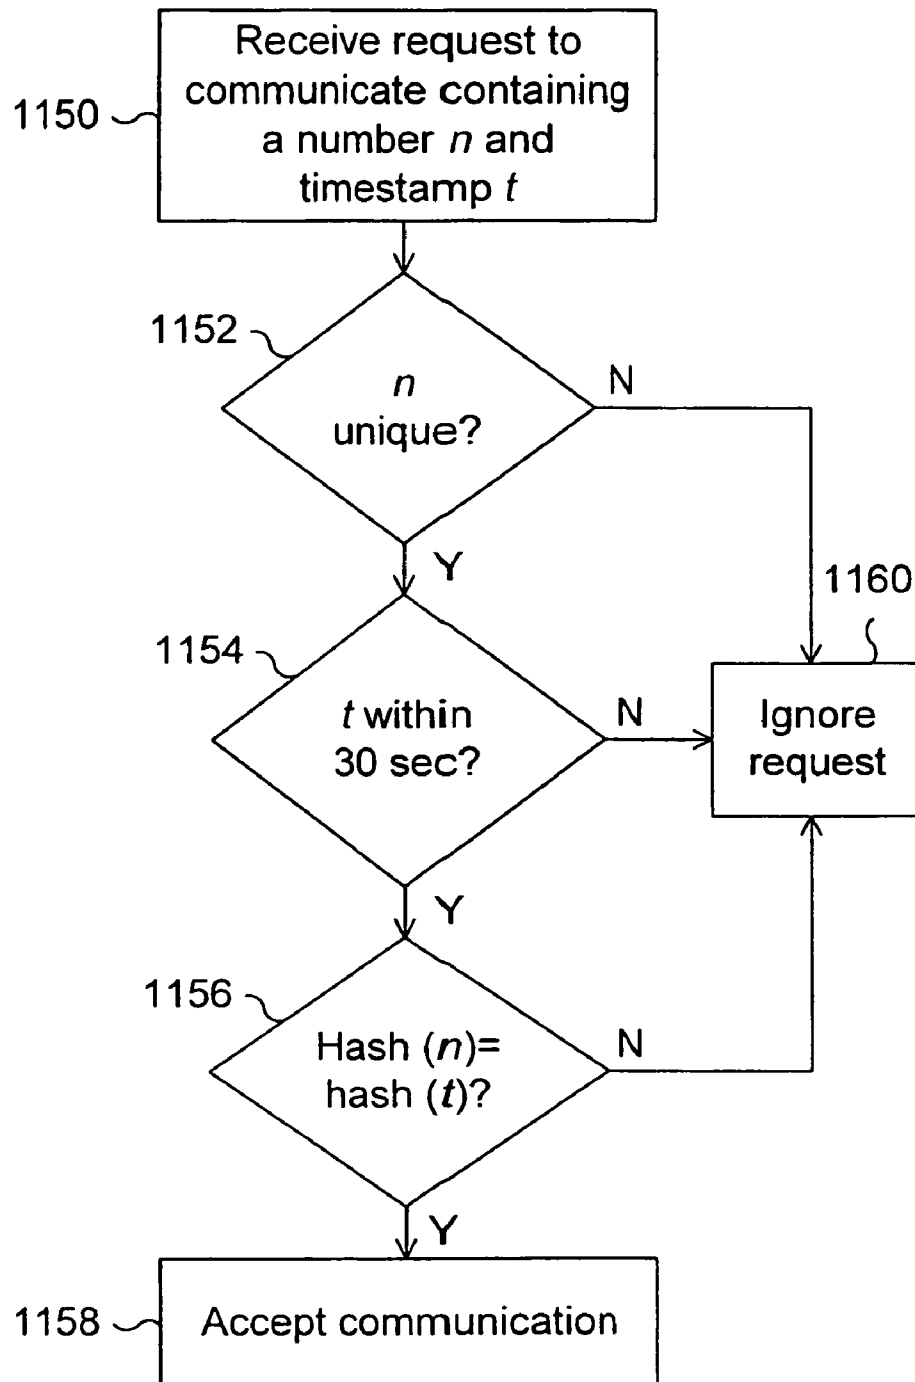 Receive request to
communicate containing
a number n and
timestamp t
1150
1152
n
unique?
N
Y
1160
1154
t within
30 sec?
N
Ignore
request
Y
1156
Hash (n)=
hash (t)?
N
Y
1158
Accept communication